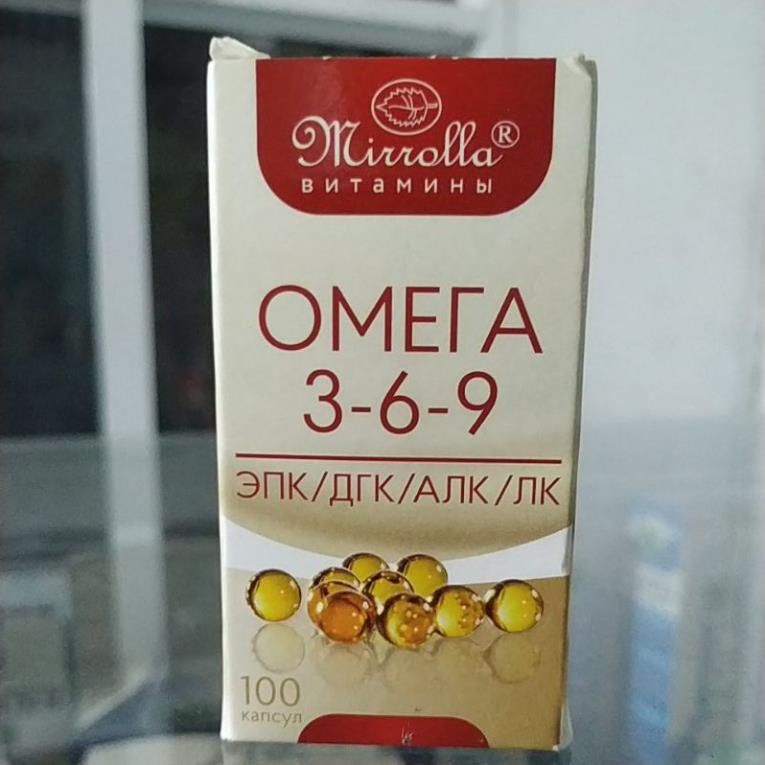 Mirrolla®
ВИТАМИНЫ
ОМЕГА
3-6-9
ЭПК/ДГК/АЛК/ЛК
100
капсул